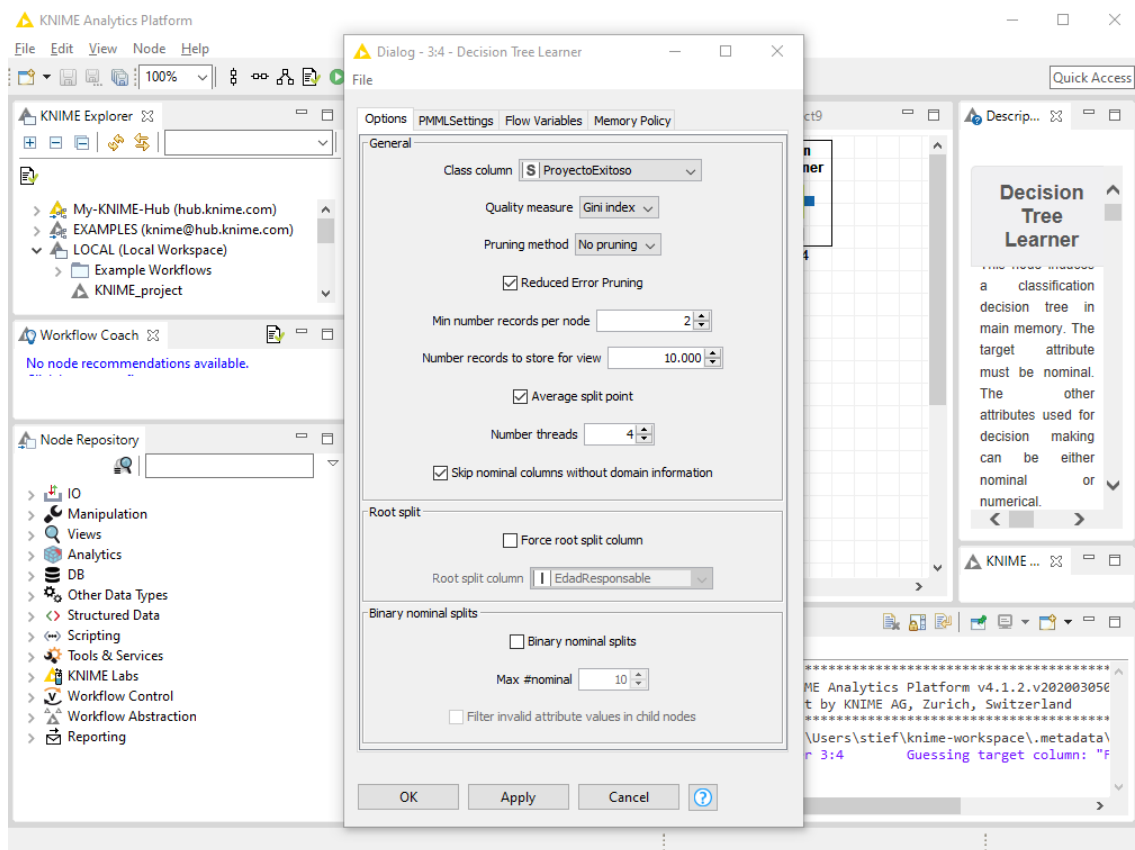 KNIME Analytics Platform
File Edit View Node Help
100%
Quick Access
KNIME Explorer
My-KNIME-Hub (hub.knime.com)
EXAMPLES (knime@hub.knime.com)
LOCAL (Local Workspace)
Example Workflows
KNIME_project
Workflow Coach
No node recommendations available.
Node Repository
IO
Manipulation
Views
Analytics
DB
Other Data Types
Structured Data
Scripting
Tools & Services
KNIME Labs
Workflow Control
Workflow Abstraction
Reporting
Dialog - 3:4 - Decision Tree Learner
File
Options PMMLSettings Flow Variables Memory Policy
General
Class column S ProyectoExitoso
Quality measure Gini index
Pruning method No pruning
Reduced Error Pruning
Min number records per node 2
Number records to store for view 10.000
Average split point
Number threads 4
Skip nominal columns without domain information
Root split
Force root split column
Root split column I EdadResponsable
Binary nominal splits
Binary nominal splits
Max #nominal 10
Filter invalid attribute values in child nodes
OK Apply Cancel ?
ct9
n
ner
4
Descrip...
Decision
Tree
Learner
a classification
decision tree in
main memory. The
target attribute
must be nominal.
The other
attributes used for
decision making
can be either
nominal or
numerical.
KNIME ...
***************************************
ME Analytics Platform v4.1.2.v202003050
t by KNIME AG, Zurich, Switzerland
***************************************
\Users\stief\knime-workspace\.metadata\
r 3:4 Guessing target column: "P